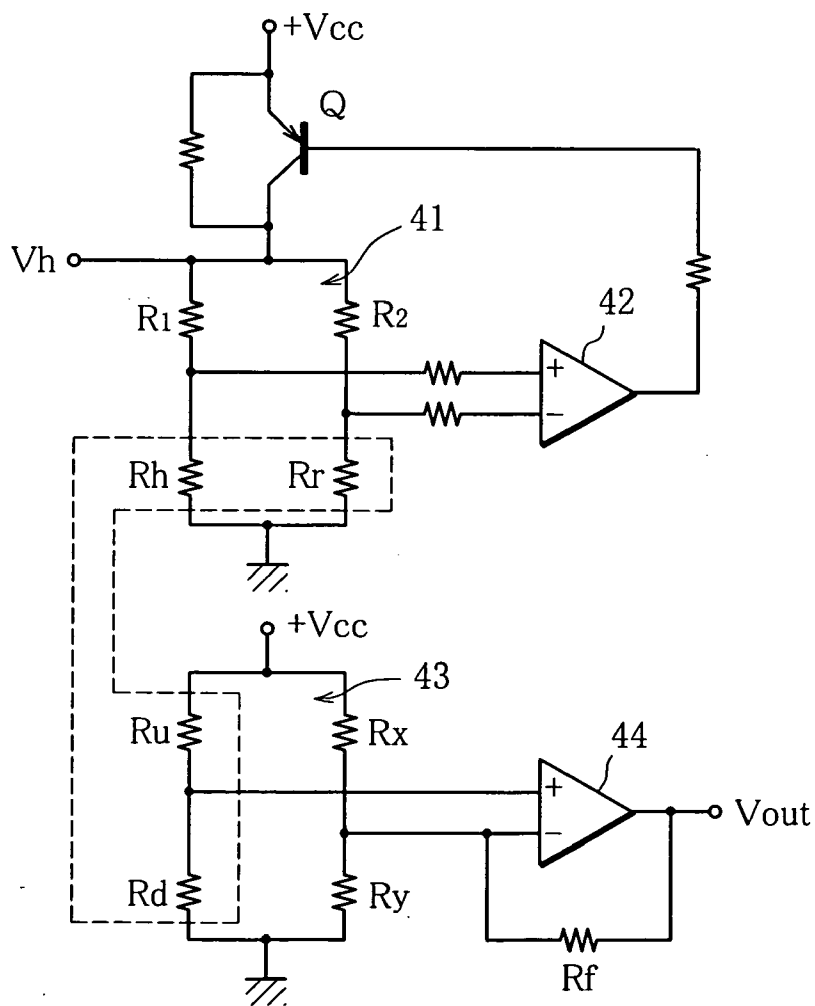 +Vcc
Q
41
Vh
R1
R2
42
+
−
Rh
Rr
+Vcc
43
Ru
Rx
44
+
−
Vout
Rd
Ry
Rf